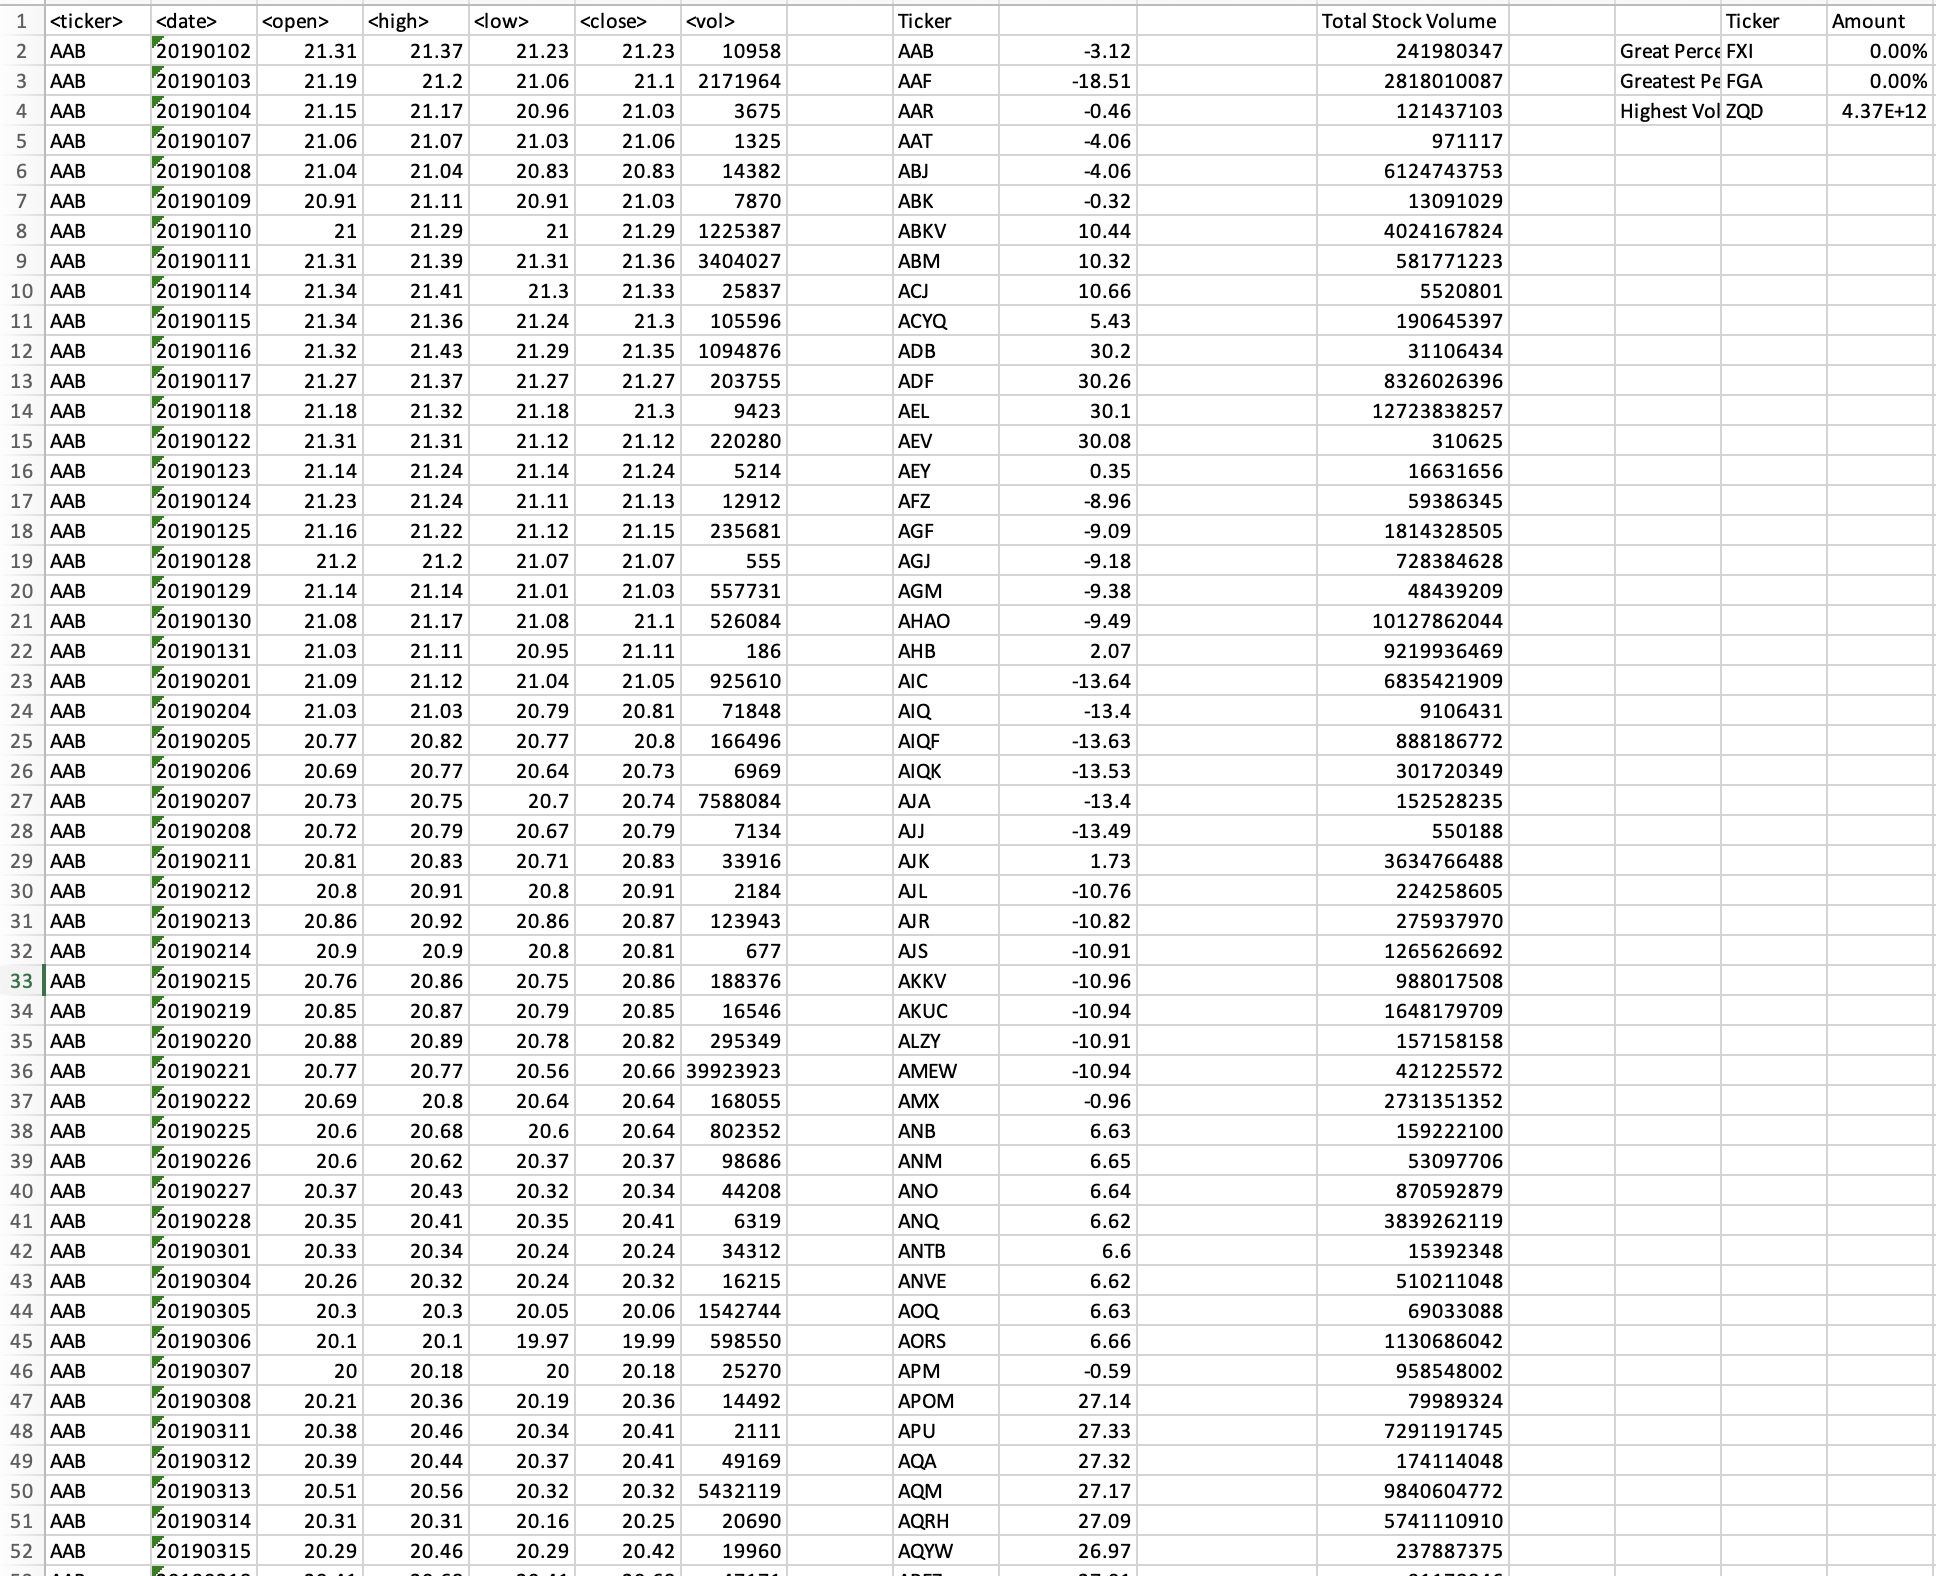 1 <ticker> <date> <open> <high> <low> <close> <vol> Ticker Total Stock Volume Ticker Amount
2 AAB 20190102 21.31 21.37 21.23 21.23 10958 AAB -3.12 241980347 Great Perce FXI 0.00%
3 AAB 20190103 21.19 21.2 21.06 21.1 2171964 AAF -18.51 2818010087 Greatest Pe FGA 0.00%
4 AAB 20190104 21.15 21.17 20.96 21.03 3675 AAR -0.46 121437103 Highest Vol ZQD 4.37E+12
5 AAB 20190107 21.06 21.07 21.03 21.06 1325 AAT -4.06 971117
6 AAB 20190108 21.04 21.04 20.83 20.83 14382 ABJ -4.06 6124743753
7 AAB 20190109 20.91 21.11 20.91 21.03 7870 ABK -0.32 13091029
8 AAB 20190110 21 21.29 21 21.29 1225387 ABKV 10.44 4024167824
9 AAB 20190111 21.31 21.39 21.31 21.36 3404027 ABM 10.32 581771223
10 AAB 20190114 21.34 21.41 21.3 21.33 25837 ACJ 10.66 5520801
11 AAB 20190115 21.34 21.36 21.24 21.3 105596 ACYQ 5.43 190645397
12 AAB 20190116 21.32 21.43 21.29 21.35 1094876 ADB 30.2 31106434
13 AAB 20190117 21.27 21.37 21.27 21.27 203755 ADF 30.26 8326026396
14 AAB 20190118 21.18 21.32 21.18 21.3 9423 AEL 30.1 12723838257
15 AAB 20190122 21.31 21.31 21.12 21.12 220280 AEV 30.08 310625
16 AAB 20190123 21.14 21.24 21.14 21.24 5214 AEY 0.35 16631656
17 AAB 20190124 21.23 21.24 21.11 21.13 12912 AFZ -8.96 59386345
18 AAB 20190125 21.16 21.22 21.12 21.15 235681 AGF -9.09 1814328505
19 AAB 20190128 21.2 21.2 21.07 21.07 555 AGJ -9.18 728384628
20 AAB 20190129 21.14 21.14 21.01 21.03 557731 AGM -9.38 48439209
21 AAB 20190130 21.08 21.17 21.08 21.1 526084 AHAO -9.49 10127862044
22 AAB 20190131 21.03 21.11 20.95 21.11 186 AHB 2.07 9219936469
23 AAB 20190201 21.09 21.12 21.04 21.05 925610 AIC -13.64 6835421909
24 AAB 20190204 21.03 21.03 20.79 20.81 71848 AIQ -13.4 9106431
25 AAB 20190205 20.77 20.82 20.77 20.8 166496 AIQF -13.63 888186772
26 AAB 20190206 20.69 20.77 20.64 20.73 6969 AIQK -13.53 301720349
27 AAB 20190207 20.73 20.75 20.7 20.74 7588084 AJA -13.4 152528235
28 AAB 20190208 20.72 20.79 20.67 20.79 7134 AJJ -13.49 550188
29 AAB 20190211 20.81 20.83 20.71 20.83 33916 AJK 1.73 3634766488
30 AAB 20190212 20.8 20.91 20.8 20.91 2184 AJL -10.76 224258605
31 AAB 20190213 20.86 20.92 20.86 20.87 123943 AJR -10.82 275937970
32 AAB 20190214 20.9 20.9 20.8 20.81 677 AJS -10.91 1265626692
33 AAB 20190215 20.76 20.86 20.75 20.86 188376 AKKV -10.96 988017508
34 AAB 20190219 20.85 20.87 20.79 20.85 16546 AKUC -10.94 1648179709
35 AAB 20190220 20.88 20.89 20.78 20.82 295349 ALZY -10.91 157158158
36 AAB 20190221 20.77 20.77 20.56 20.66 39923923 AMEW -10.94 421225572
37 AAB 20190222 20.69 20.8 20.64 20.64 168055 AMX -0.96 2731351352
38 AAB 20190225 20.6 20.68 20.6 20.64 802352 ANB 6.63 159222100
39 AAB 20190226 20.6 20.62 20.37 20.37 98686 ANM 6.65 53097706
40 AAB 20190227 20.37 20.43 20.32 20.34 44208 ANO 6.64 870592879
41 AAB 20190228 20.35 20.41 20.35 20.41 6319 ANQ 6.62 3839262119
42 AAB 20190301 20.33 20.34 20.24 20.24 34312 ANTB 6.6 15392348
43 AAB 20190304 20.26 20.32 20.24 20.32 16215 ANVE 6.62 510211048
44 AAB 20190305 20.3 20.3 20.05 20.06 1542744 AOQ 6.63 69033088
45 AAB 20190306 20.1 20.1 19.97 19.99 598550 AORS 6.66 1130686042
46 AAB 20190307 20 20.18 20 20.18 25270 APM -0.59 958548002
47 AAB 20190308 20.21 20.36 20.19 20.36 14492 APOM 27.14 79989324
48 AAB 20190311 20.38 20.46 20.34 20.41 2111 APU 27.33 7291191745
49 AAB 20190312 20.39 20.44 20.37 20.41 49169 AQA 27.32 174114048
50 AAB 20190313 20.51 20.56 20.32 20.32 5432119 AQM 27.17 9840604772
51 AAB 20190314 20.31 20.31 20.16 20.25 20690 AQRH 27.09 5741110910
52 AAB 20190315 20.29 20.46 20.29 20.42 19960 AQYW 26.97 237887375